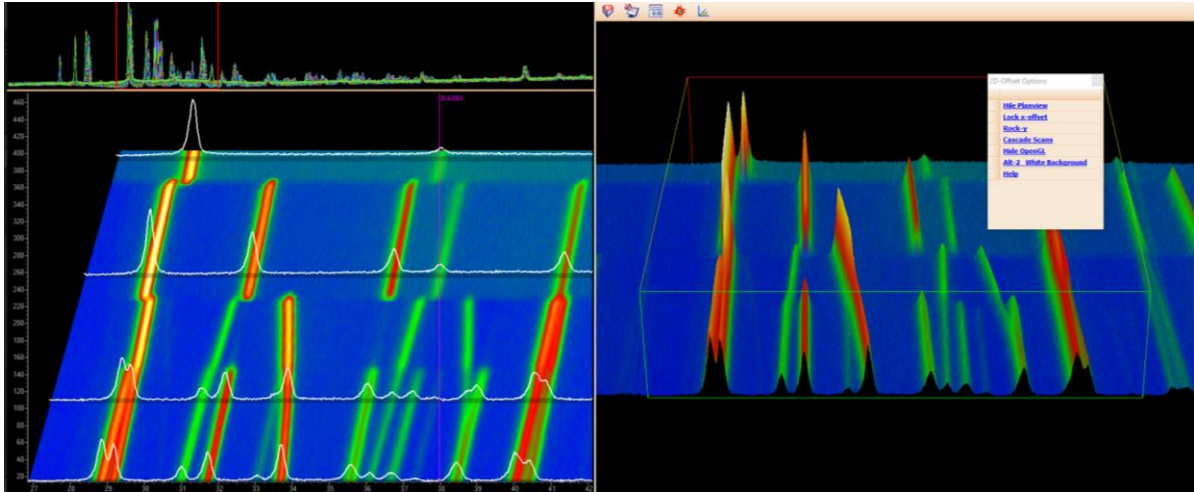 460
440
420
400
380
360
340
320
300
280
260
240
220
200
180
160
140
120
100
80
60
40
20
27 28 29 30 31 32 33 34 35 36 37 38 39 40 41 42
2D-Offset Options
Hile Planview
Lock x-offset
Rock-y
Cascade Scans
Hide OpenGL
Alt-2 White Background
Help